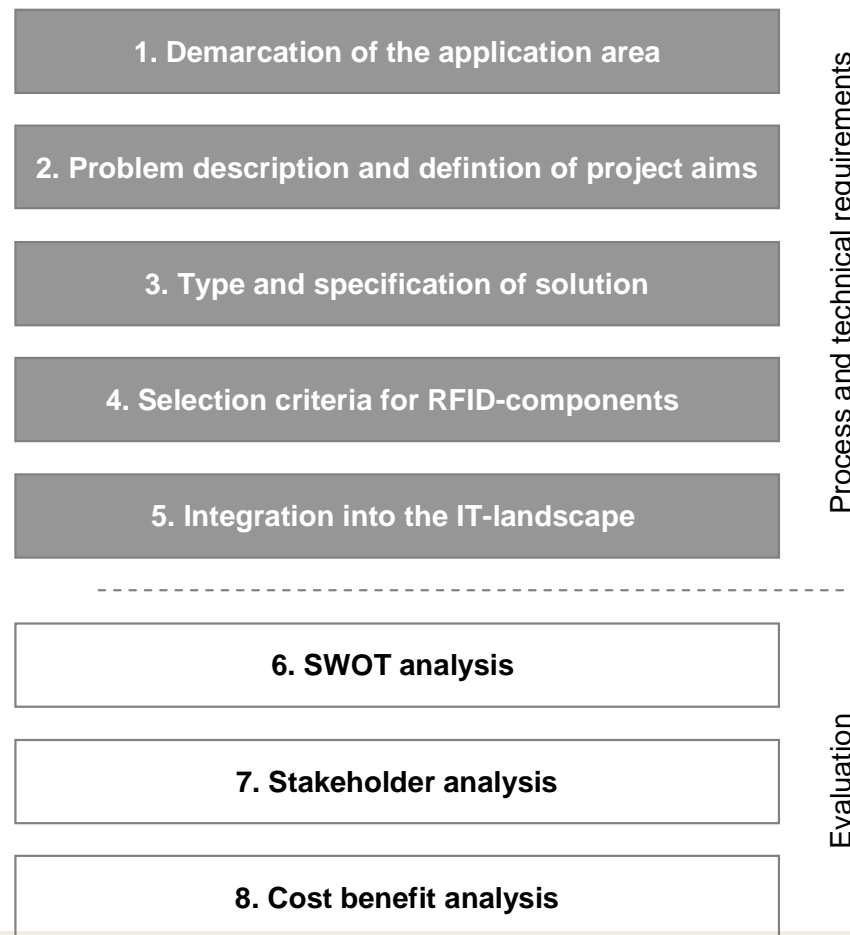 1. Demarcation of the application area
2. Problem description and defintion of project aims
3. Type and specification of solution
4. Selection criteria for RFID-components
5. Integration into the IT-landscape
Process and technical requirements
6. SWOT analysis
7. Stakeholder analysis
8. Cost benefit analysis
Evaluation